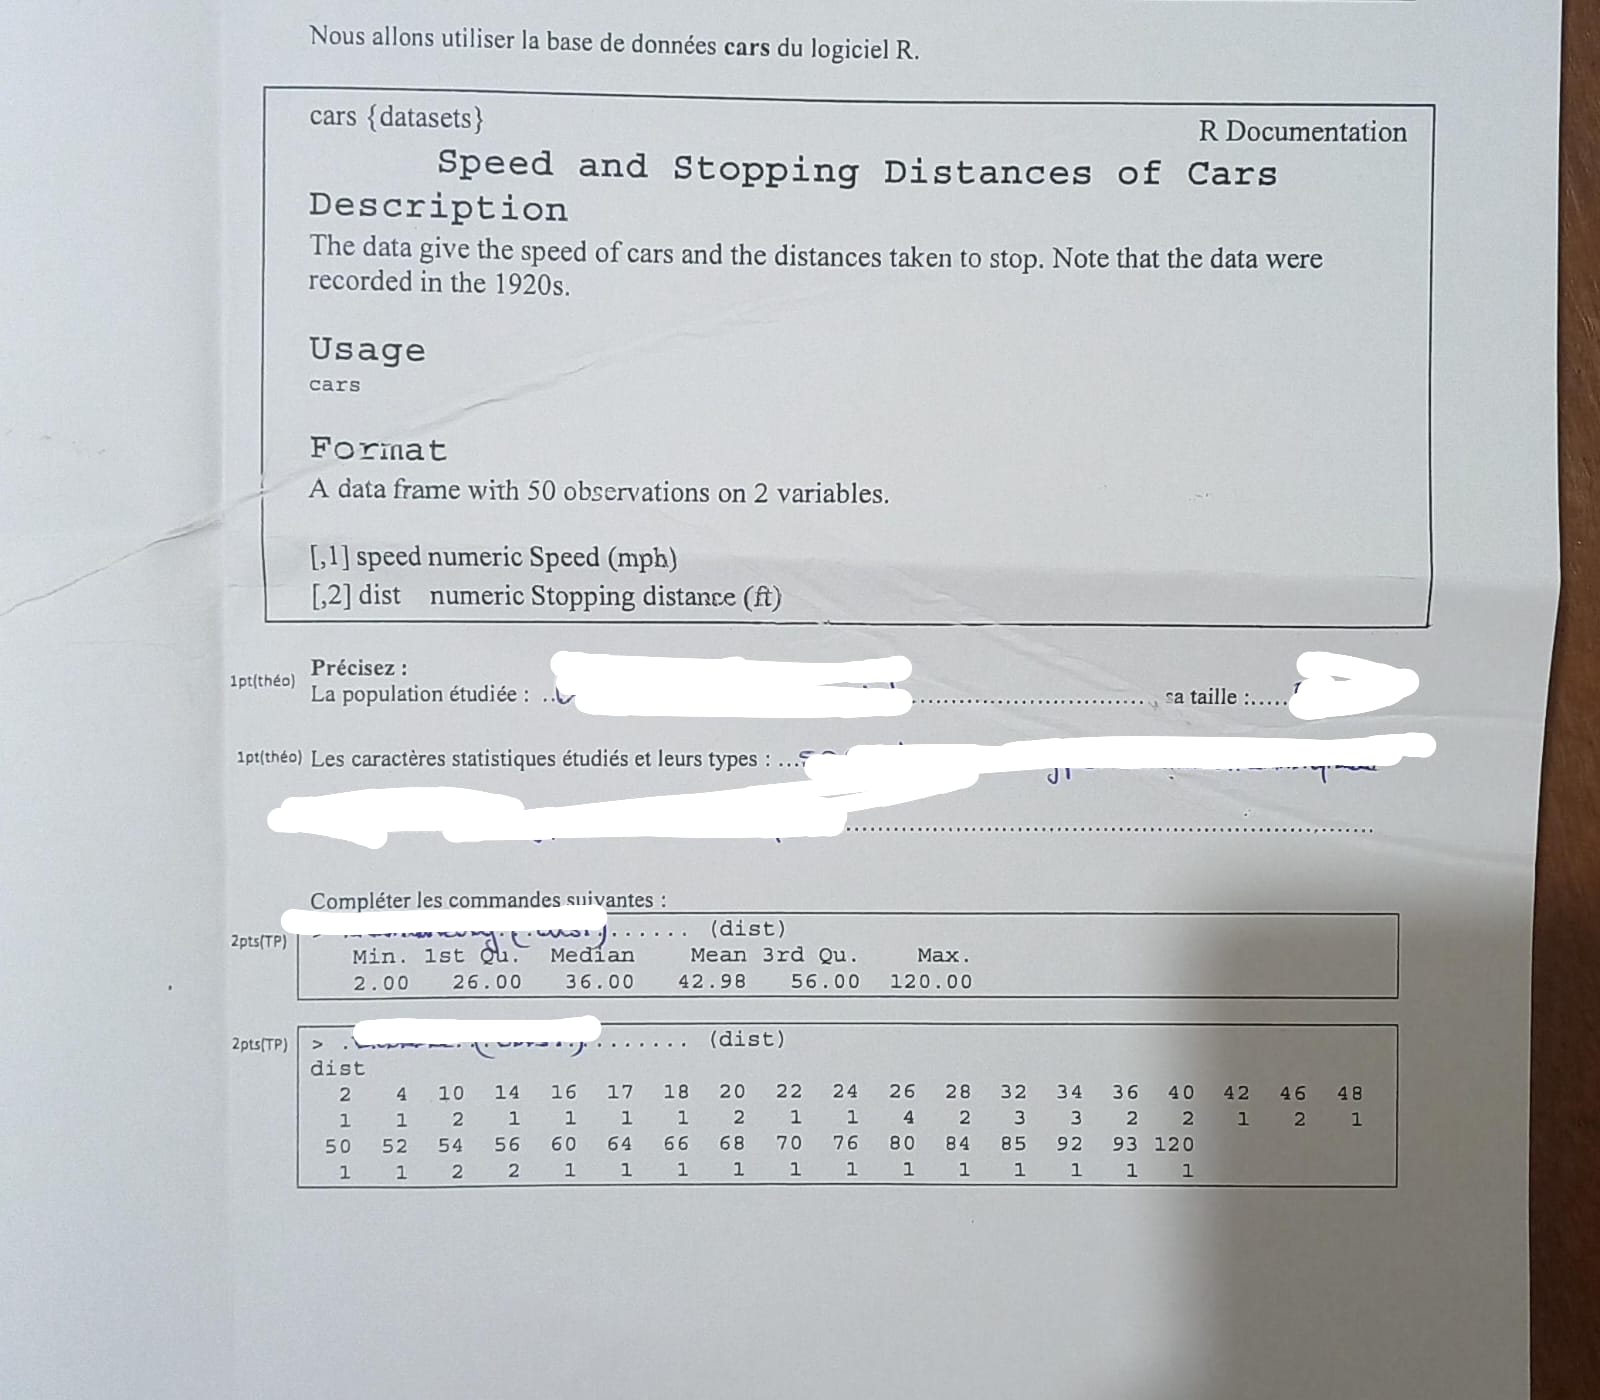 Nous allons utiliser la base de données cars du logiciel R.
cars {datasets}
R Documentation
Speed and Stopping Distances of Cars
Description
The data give the speed of cars and the distances taken to stop. Note that the data were
recorded in the 1920s.
Usage
cars
Format
A data frame with 50 observations on 2 variables.
[,1] speed numeric Speed (mph)
[,2] dist numeric Stopping distance (ft)
Précisez :
1pt(théo) La population étudiée : .. sa taille :......
1pt(théo) Les caractères statistiques étudiés et leurs types : ...
Compléter les commandes suivantes :
2pts(TP) ...... (dist)
Min. 1st Qu. Median Mean 3rd Qu. Max.
2.00 26.00 36.00 42.98 56.00 120.00
2pts(TP) > . ....... (dist)
dist
2 4 10 14 16 17 18 20 22 24 26 28 32 34 36 40 42 46 48
1 1 2 1 1 1 1 2 1 1 4 2 3 3 2 2 1 2 1
50 52 54 56 60 64 66 68 70 76 80 84 85 92 93 120
1 1 2 2 1 1 1 1 1 1 1 1 1 1 1 1